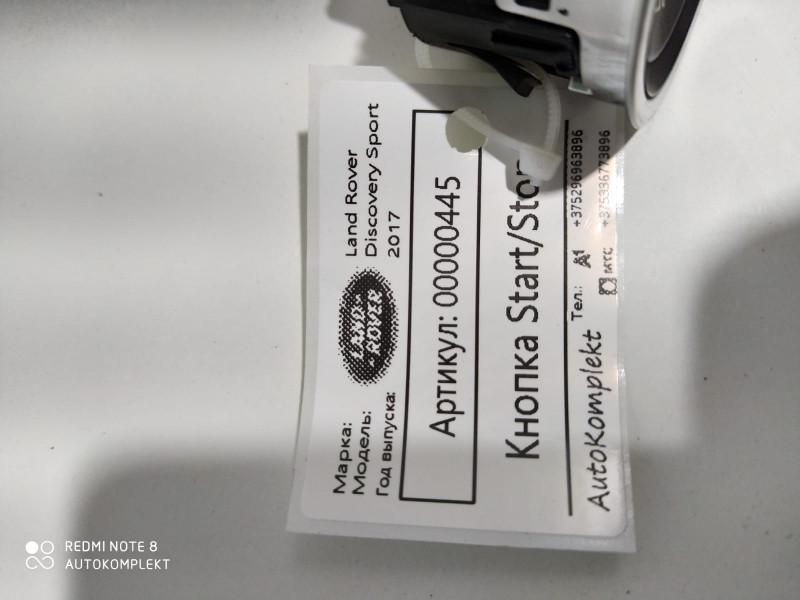 Марка: Land Rover
Модель: Discovery Sport
Год выпуска: 2017
LAND
ROVER
Артикул: 00000445
Кнопка Start/Stop
AutoKomplekt
Тел.: A1 +375296963896
МТС +375336773896
REDMI NOTE 8
AUTOKOMPLEKT